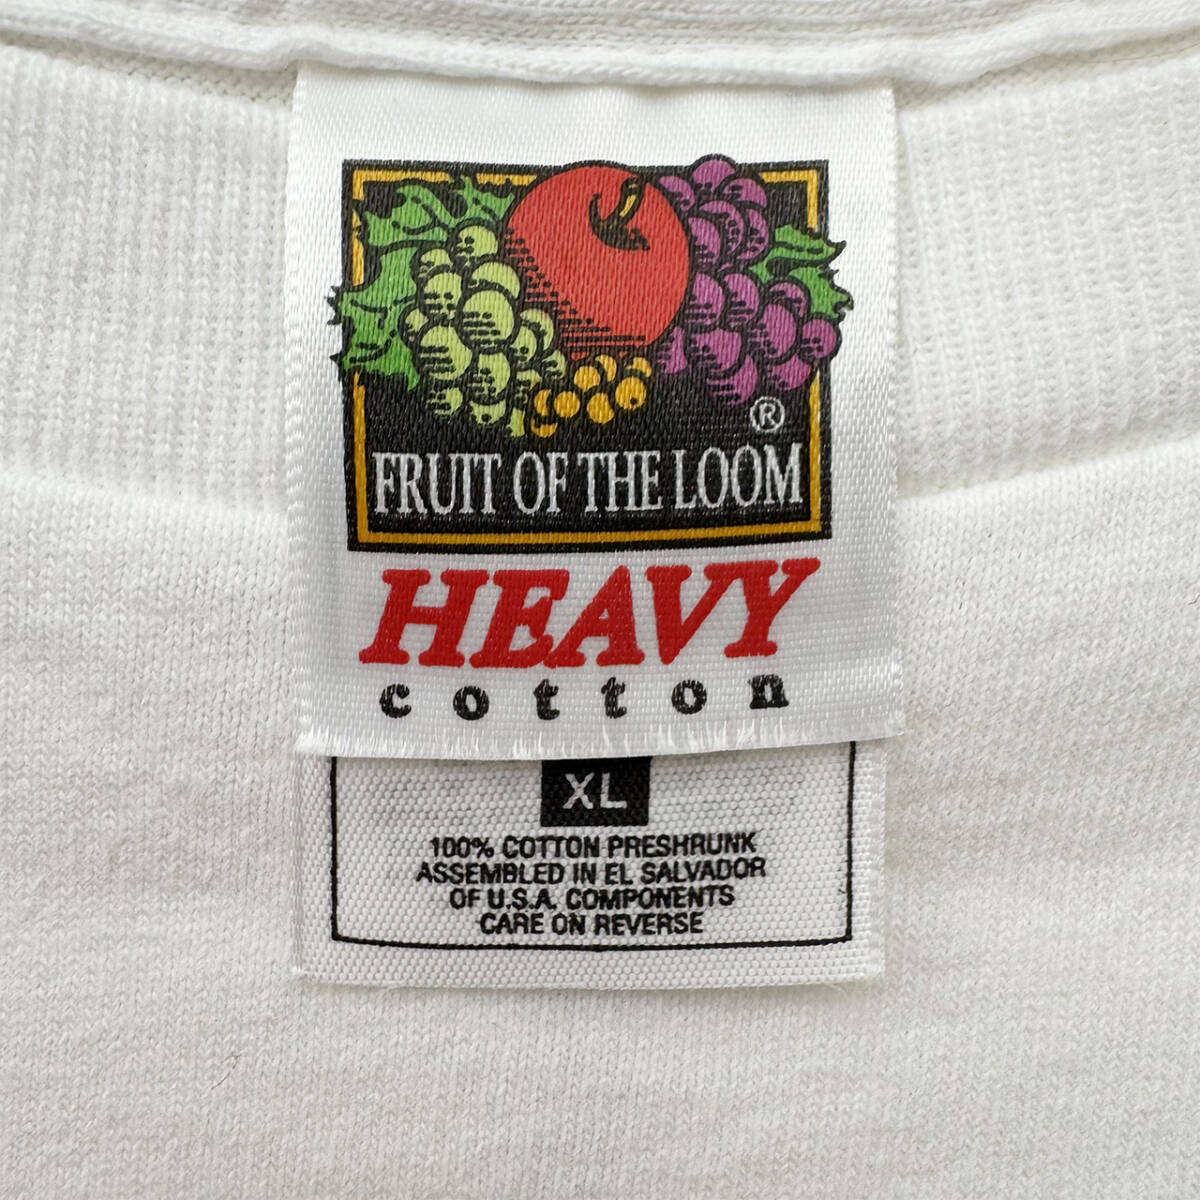 ®
FRUIT OF THE LOOM
HEAVY
cotton
XL
100% COTTON PRESHRUNK
ASSEMBLED IN EL SALVADOR
OF U.S.A. COMPONENTS
CARE ON REVERSE